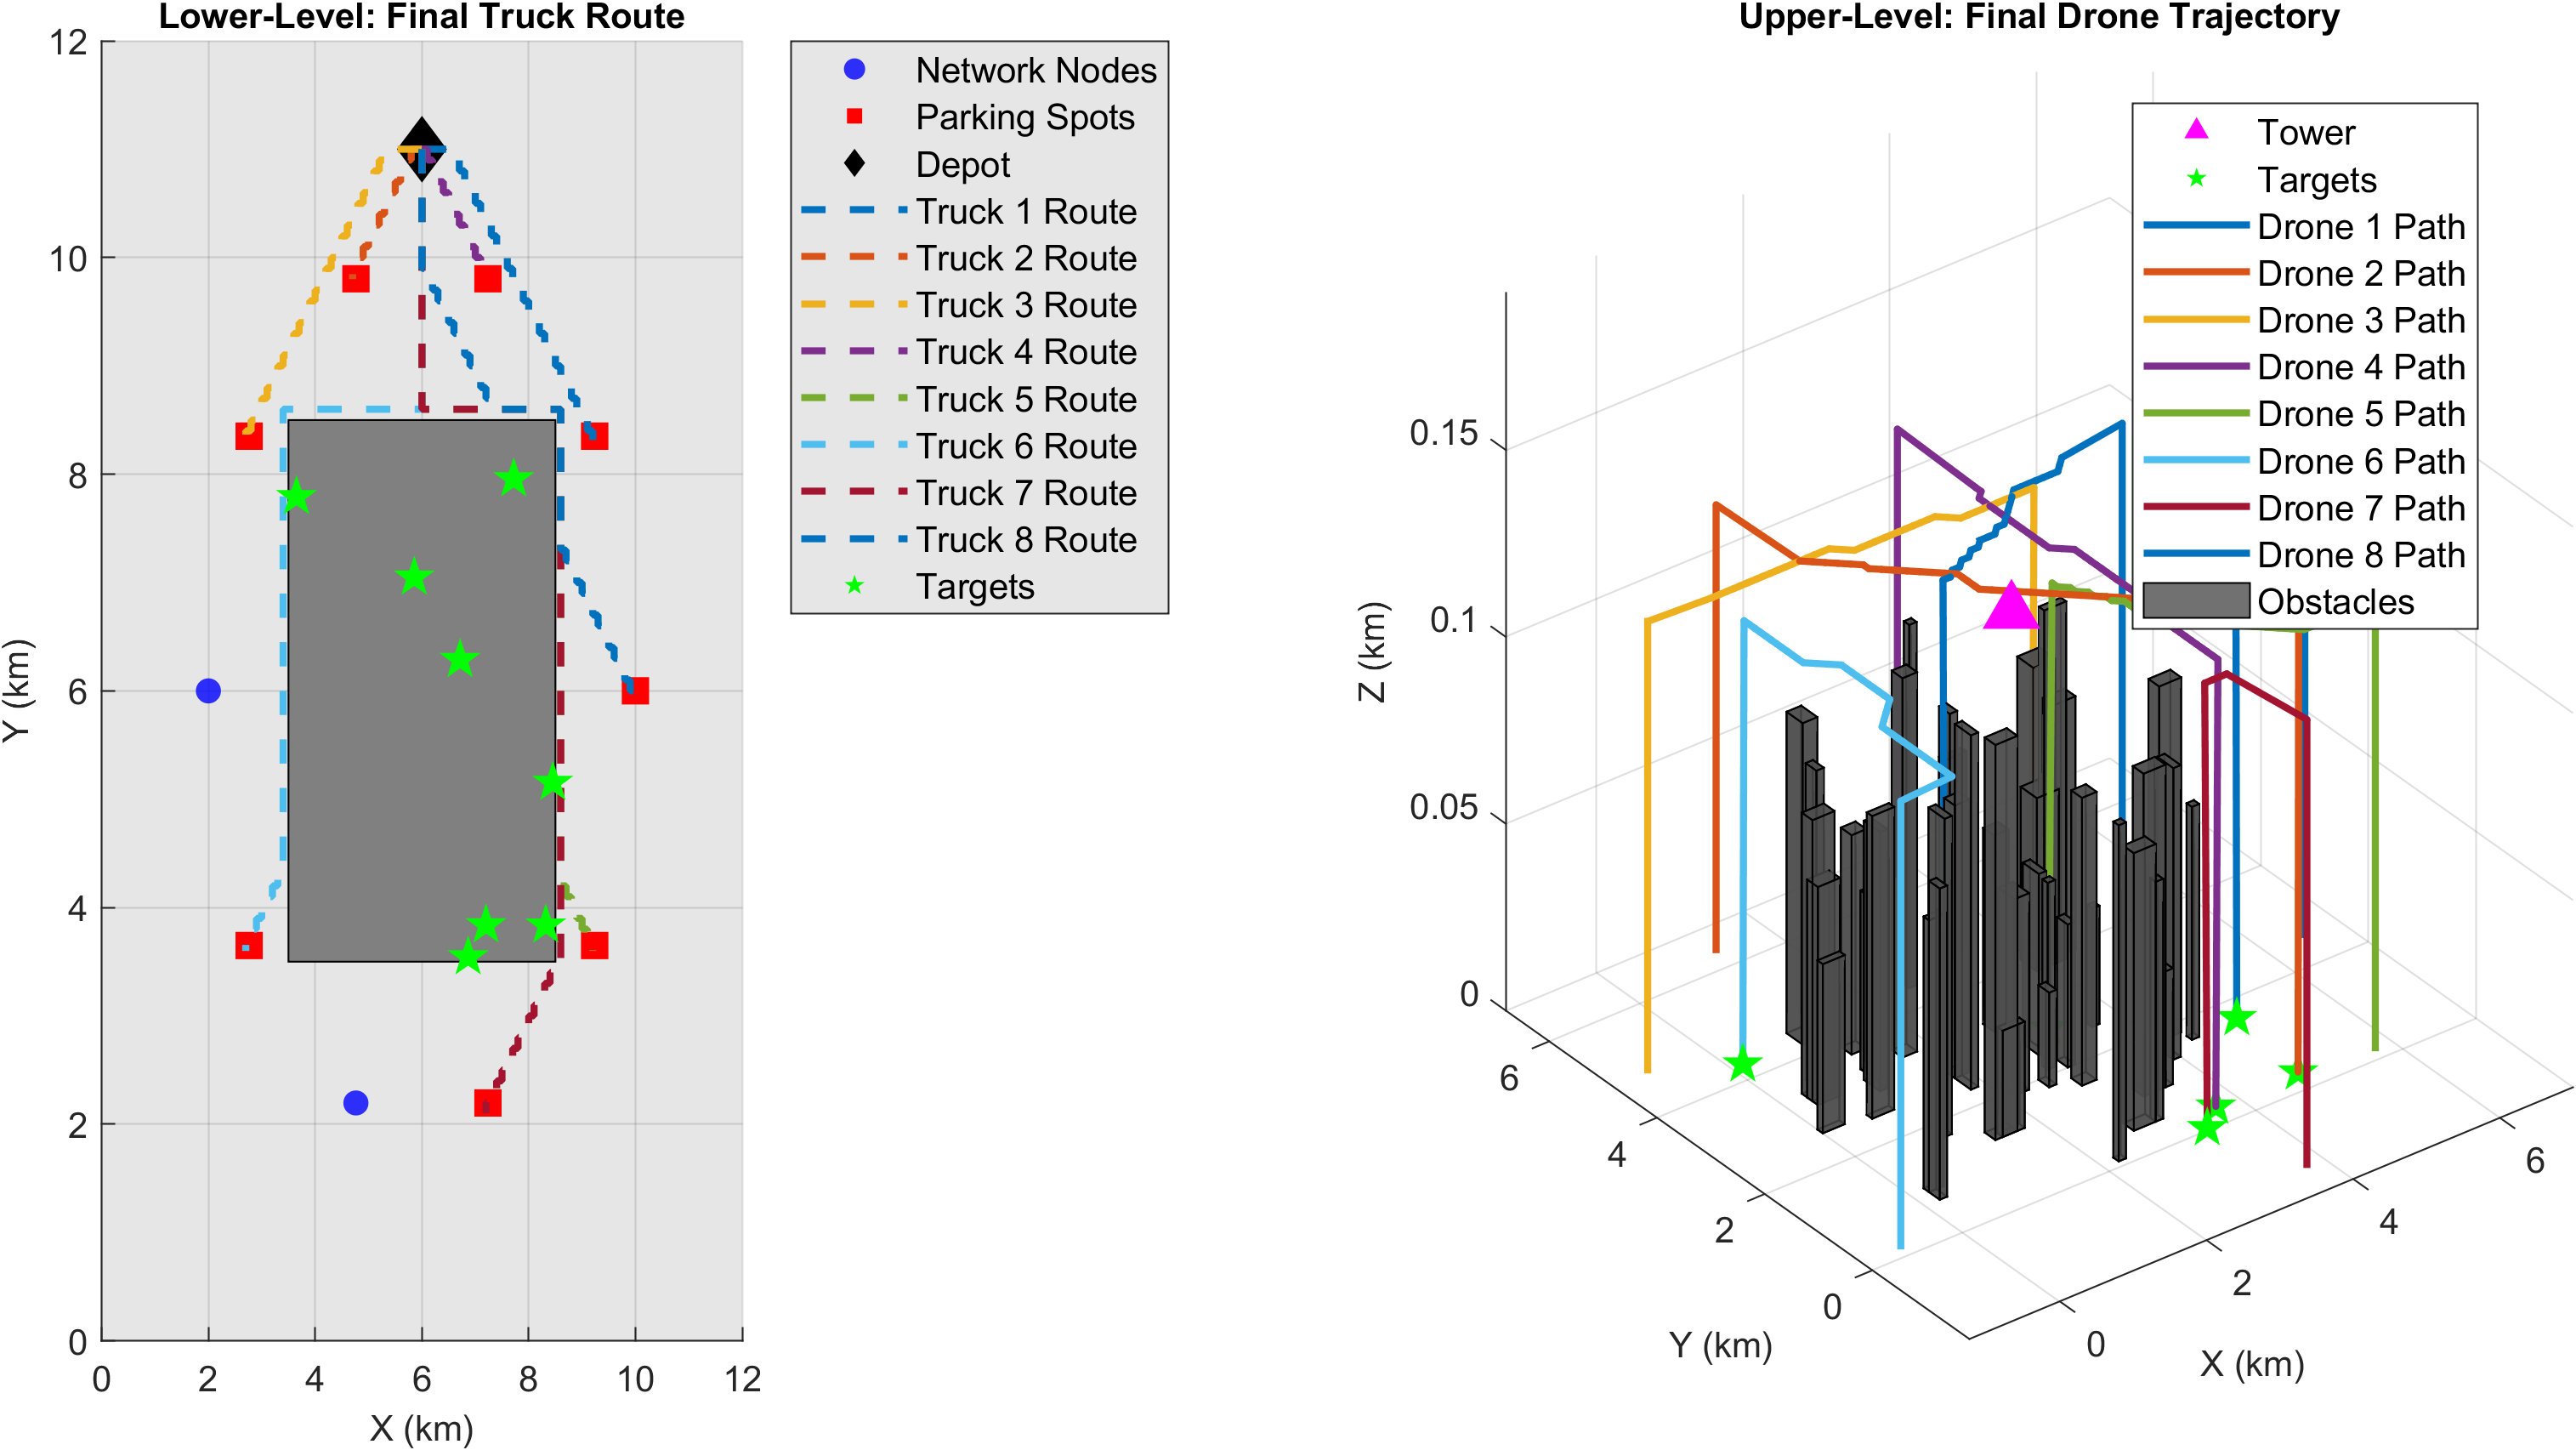 Lower-Level: Final Truck Route
12
10
8
6
4
2
0
0 2 4 6 8 10 12
Y (km)
X (km)
Network Nodes
Parking Spots
Depot
Truck 1 Route
Truck 2 Route
Truck 3 Route
Truck 4 Route
Truck 5 Route
Truck 6 Route
Truck 7 Route
Truck 8 Route
Targets
Upper-Level: Final Drone Trajectory
Tower
Targets
Drone 1 Path
Drone 2 Path
Drone 3 Path
Drone 4 Path
Drone 5 Path
Drone 6 Path
Drone 7 Path
Drone 8 Path
Obstacles
0.15
0.1
0.05
0
Z (km)
6
4
2
0
Y (km)
0
2
4
6
X (km)